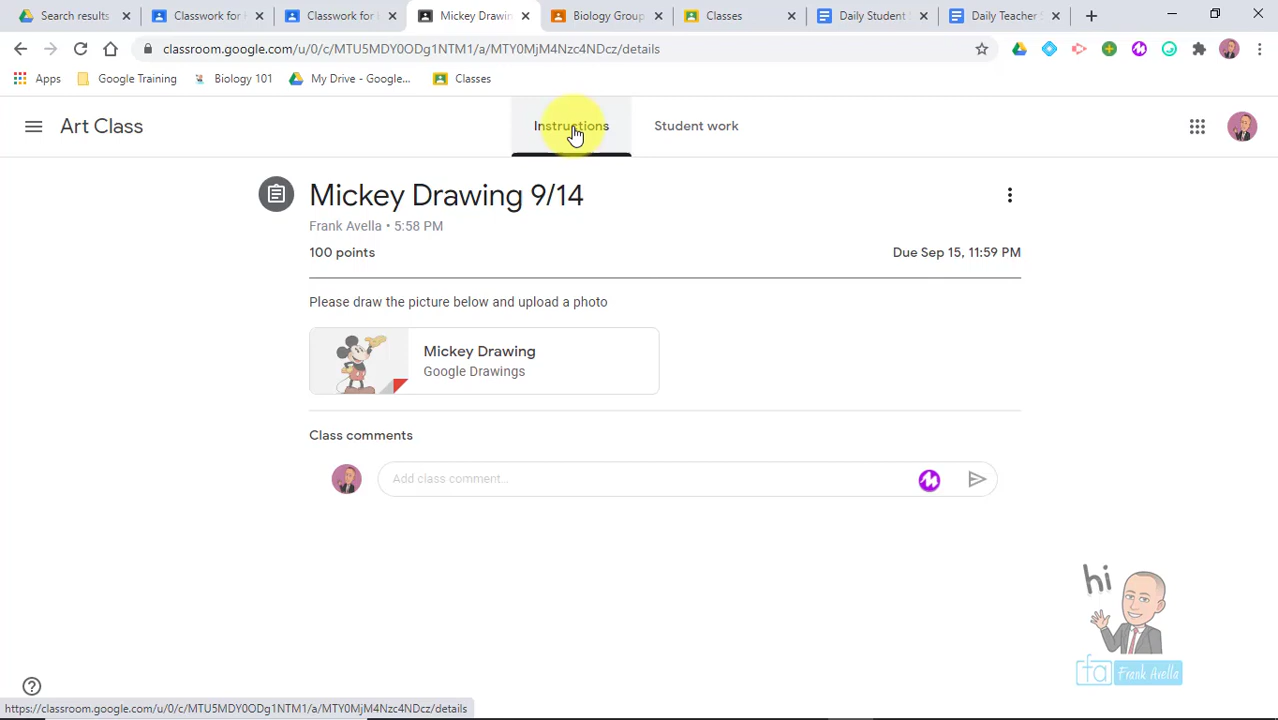 Search results
Classwork for
Classwork for
Mickey Drawin
Biology Group
Classes
Daily Student
Daily Teacher
classroom.google.com/u/0/c/MTU5MDY0ODg1NTM1/a/MTY0MjM4Nzc4NDcz/details
Apps
Google Training
Biology 101
My Drive - Google...
Classes
Art Class
Instructions
Student work
Mickey Drawing 9/14
Frank Avella • 5:58 PM
100 points
Due Sep 15, 11:59 PM
Please draw the picture below and upload a photo
Mickey Drawing
Google Drawings
Class comments
Add class comment...
hi
fa Frank Avella
https://classroom.google.com/u/0/c/MTU5MDY0ODg1NTM1/a/MTY0MjM4Nzc4NDcz/details